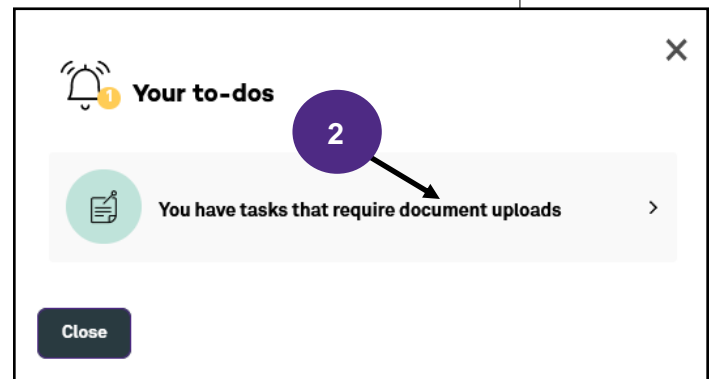 1
Your to-dos
2
You have tasks that require document uploads
Close